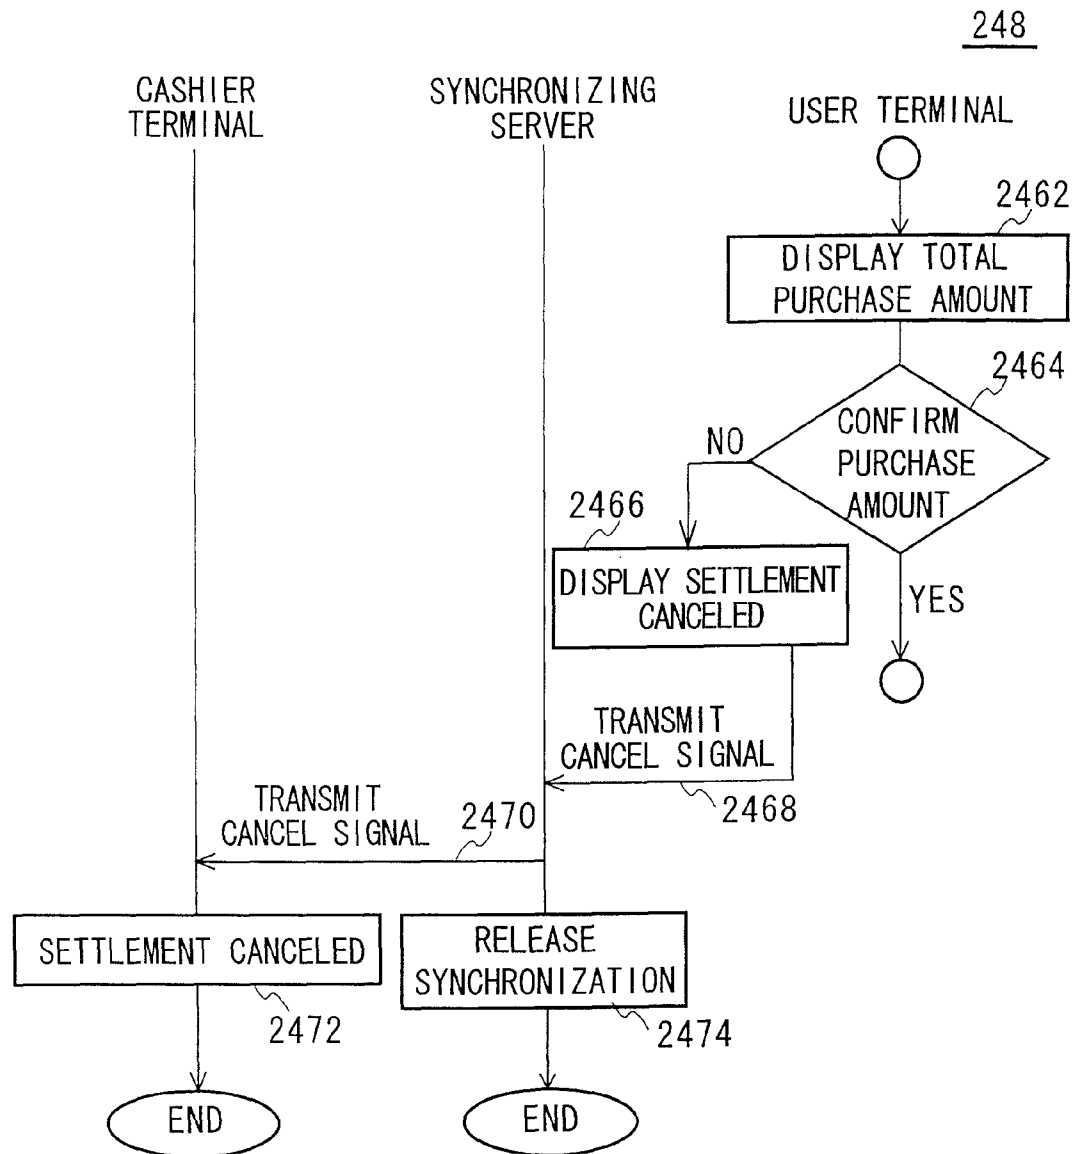 248
CASHIER
TERMINAL
SYNCHRONIZING
SERVER
USER TERMINAL
2462
DISPLAY TOTAL
PURCHASE AMOUNT
2464
CONFIRM
PURCHASE
AMOUNT
NO
2466
DISPLAY SETTLEMENT
CANCELED
YES
TRANSMIT
CANCEL SIGNAL
2468
TRANSMIT
CANCEL SIGNAL
2470
SETTLEMENT CANCELED
2472
RELEASE
SYNCHRONIZATION
2474
END
END